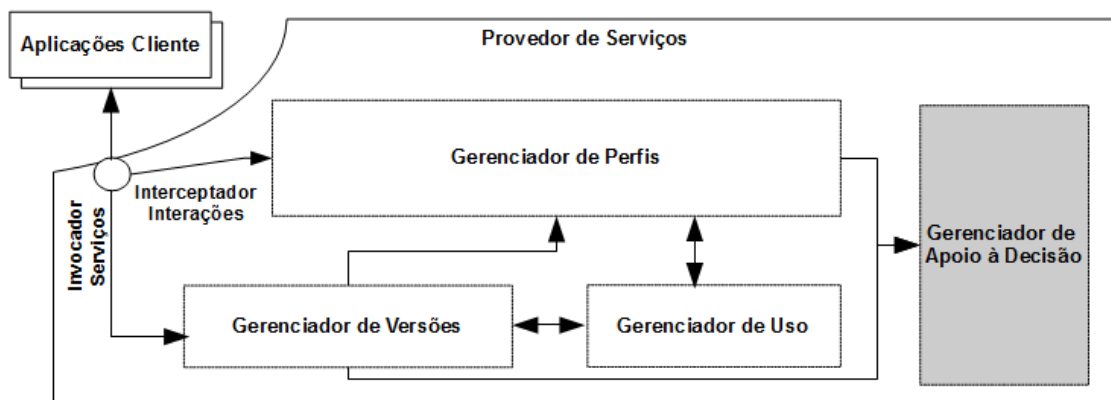 Aplicações Cliente
Provedor de Serviços
Gerenciador de Perfis
Interceptador
Interações
Invocador
Serviços
Gerenciador de
Apoio à Decisão
Gerenciador de Versões
Gerenciador de Uso